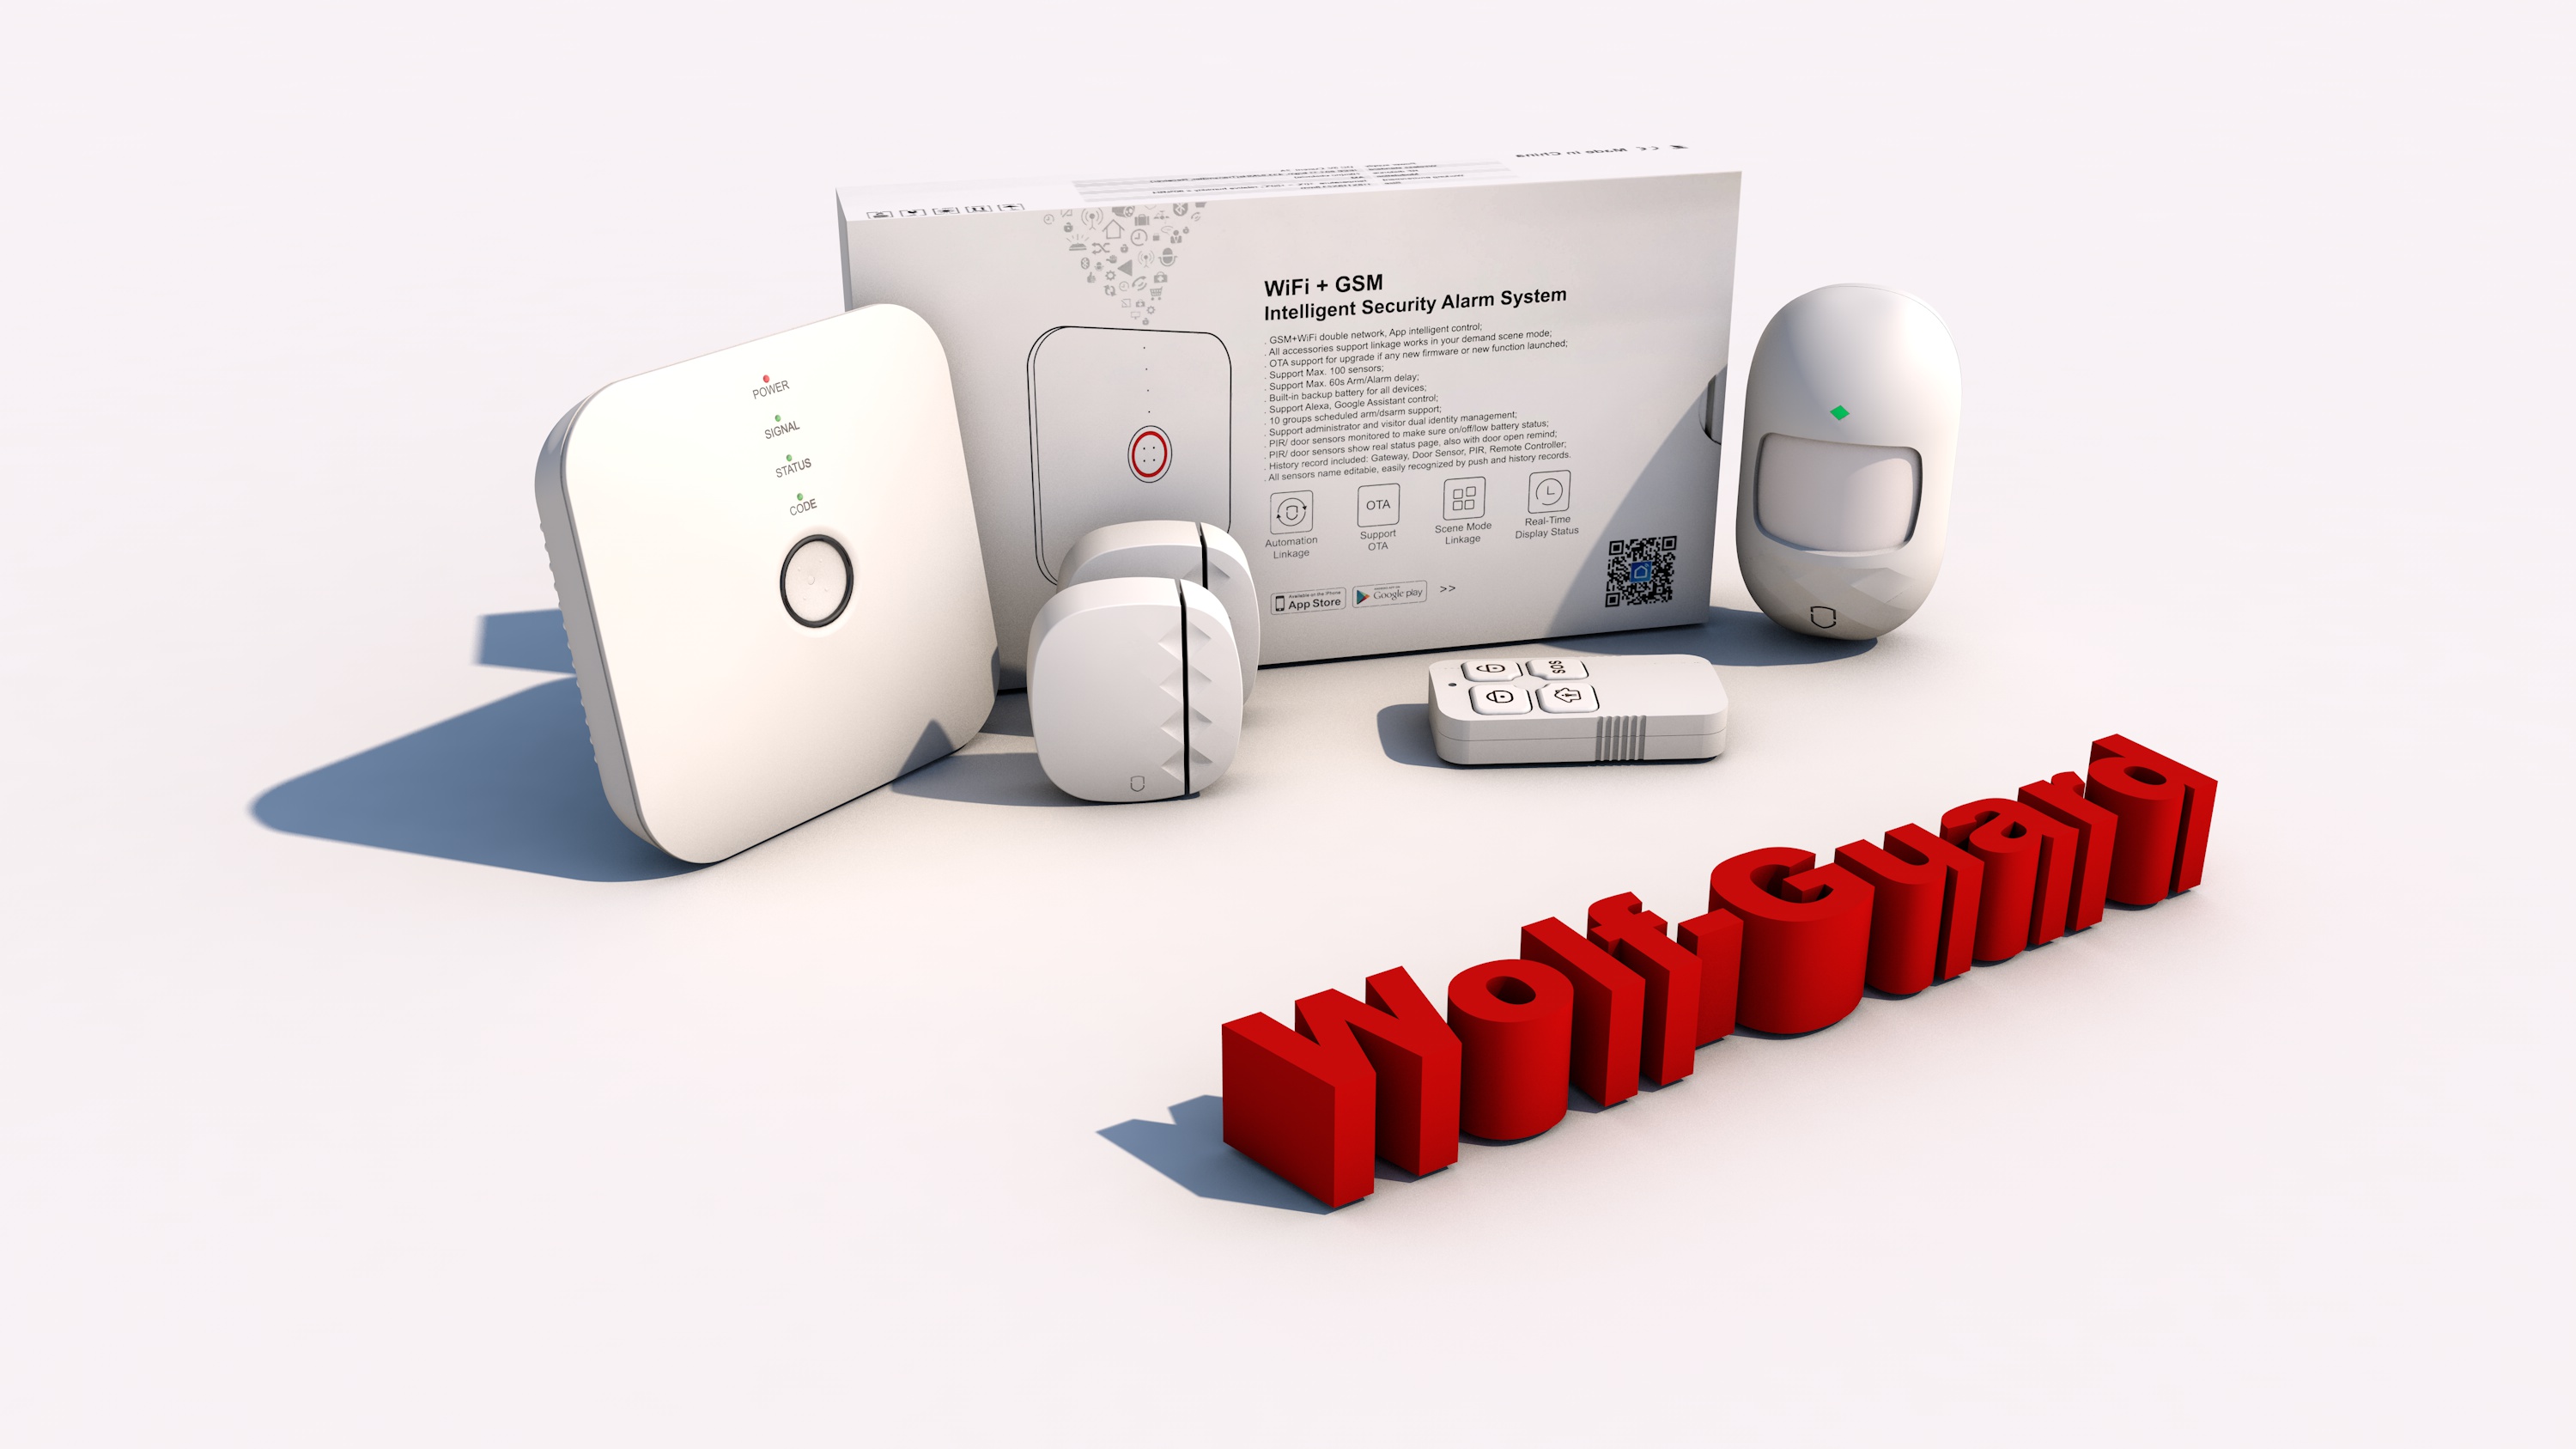 Made in China
WiFi + GSM
Intelligent Security Alarm System
. GSM+WiFi double network, App intelligent control;
. All accessories support linkage works in your demand scene mode;
. OTA support for upgrade if any new firmware or new function launched;
. Support Max. 100 sensors;
. Support Max. 60s Arm/Alarm delay;
. Built-in backup battery for all devices;
. Support Alexa, Google Assistant control;
. 10 groups scheduled arm/dsarm support;
. Support administrator and visitor dual identity management;
. PIR/ door sensors monitored to make sure on/off/low battery status;
. PIR/ door sensors show real status page, also with door open remind;
. History record included: Gateway, Door Sensor, PIR, Remote Controller;
. All sensors name editable, easily recognized by push and history records.
OTA
Automation
Linkage
Support
OTA
Scene Mode
Linkage
Real-Time
Display Status
Available on the iPhone
App Store
Google play
>>
POWER
SIGNAL
STATUS
CODE
SOS
Wolf-Guard